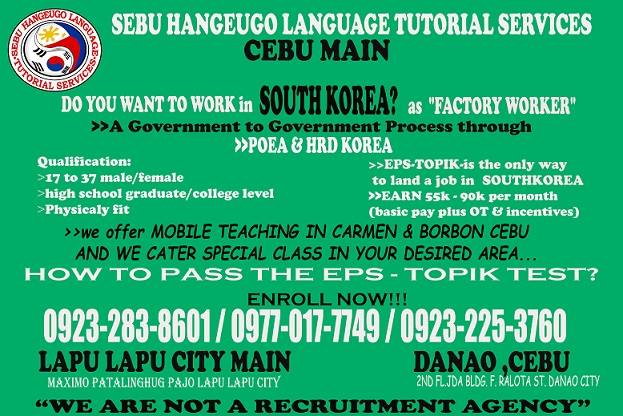 SEBU HANGEUGO LANGUAGE
TUTORIAL SERVICES
SEBU HANGEUGO LANGUAGE TUTORIAL SERVICES
CEBU MAIN
DO YOU WANT TO WORK in SOUTH KOREA? as "FACTORY WORKER"
>>A Government to Government Process through
>>POEA & HRD KOREA
Qualification:
>17 to 37 male/female
>high school graduate/college level
>Physicaly fit
>>EPS-TOPIK-is the only way
to land a job in SOUTHKOREA
>>EARN 55k - 90k per month
(basic pay plus OT & incentives)
>>we offer MOBILE TEACHING IN CARMEN & BORBON CEBU
AND WE CATER SPECIAL CLASS IN YOUR DESIRED AREA...
HOW TO PASS THE EPS - TOPIK TEST?
ENROLL NOW!!!
0923-283-8601 / 0977-017-7749 / 0923-225-3760
LAPU LAPU CITY MAIN
MAXIMO PATALINGHUG PAJO LAPU LAPU CITY
DANAO ,CEBU
2ND FL.JDA BLDG. F. RALOTA ST. DANAO CITY
"WE ARE NOT A RECRUITMENT AGENCY"